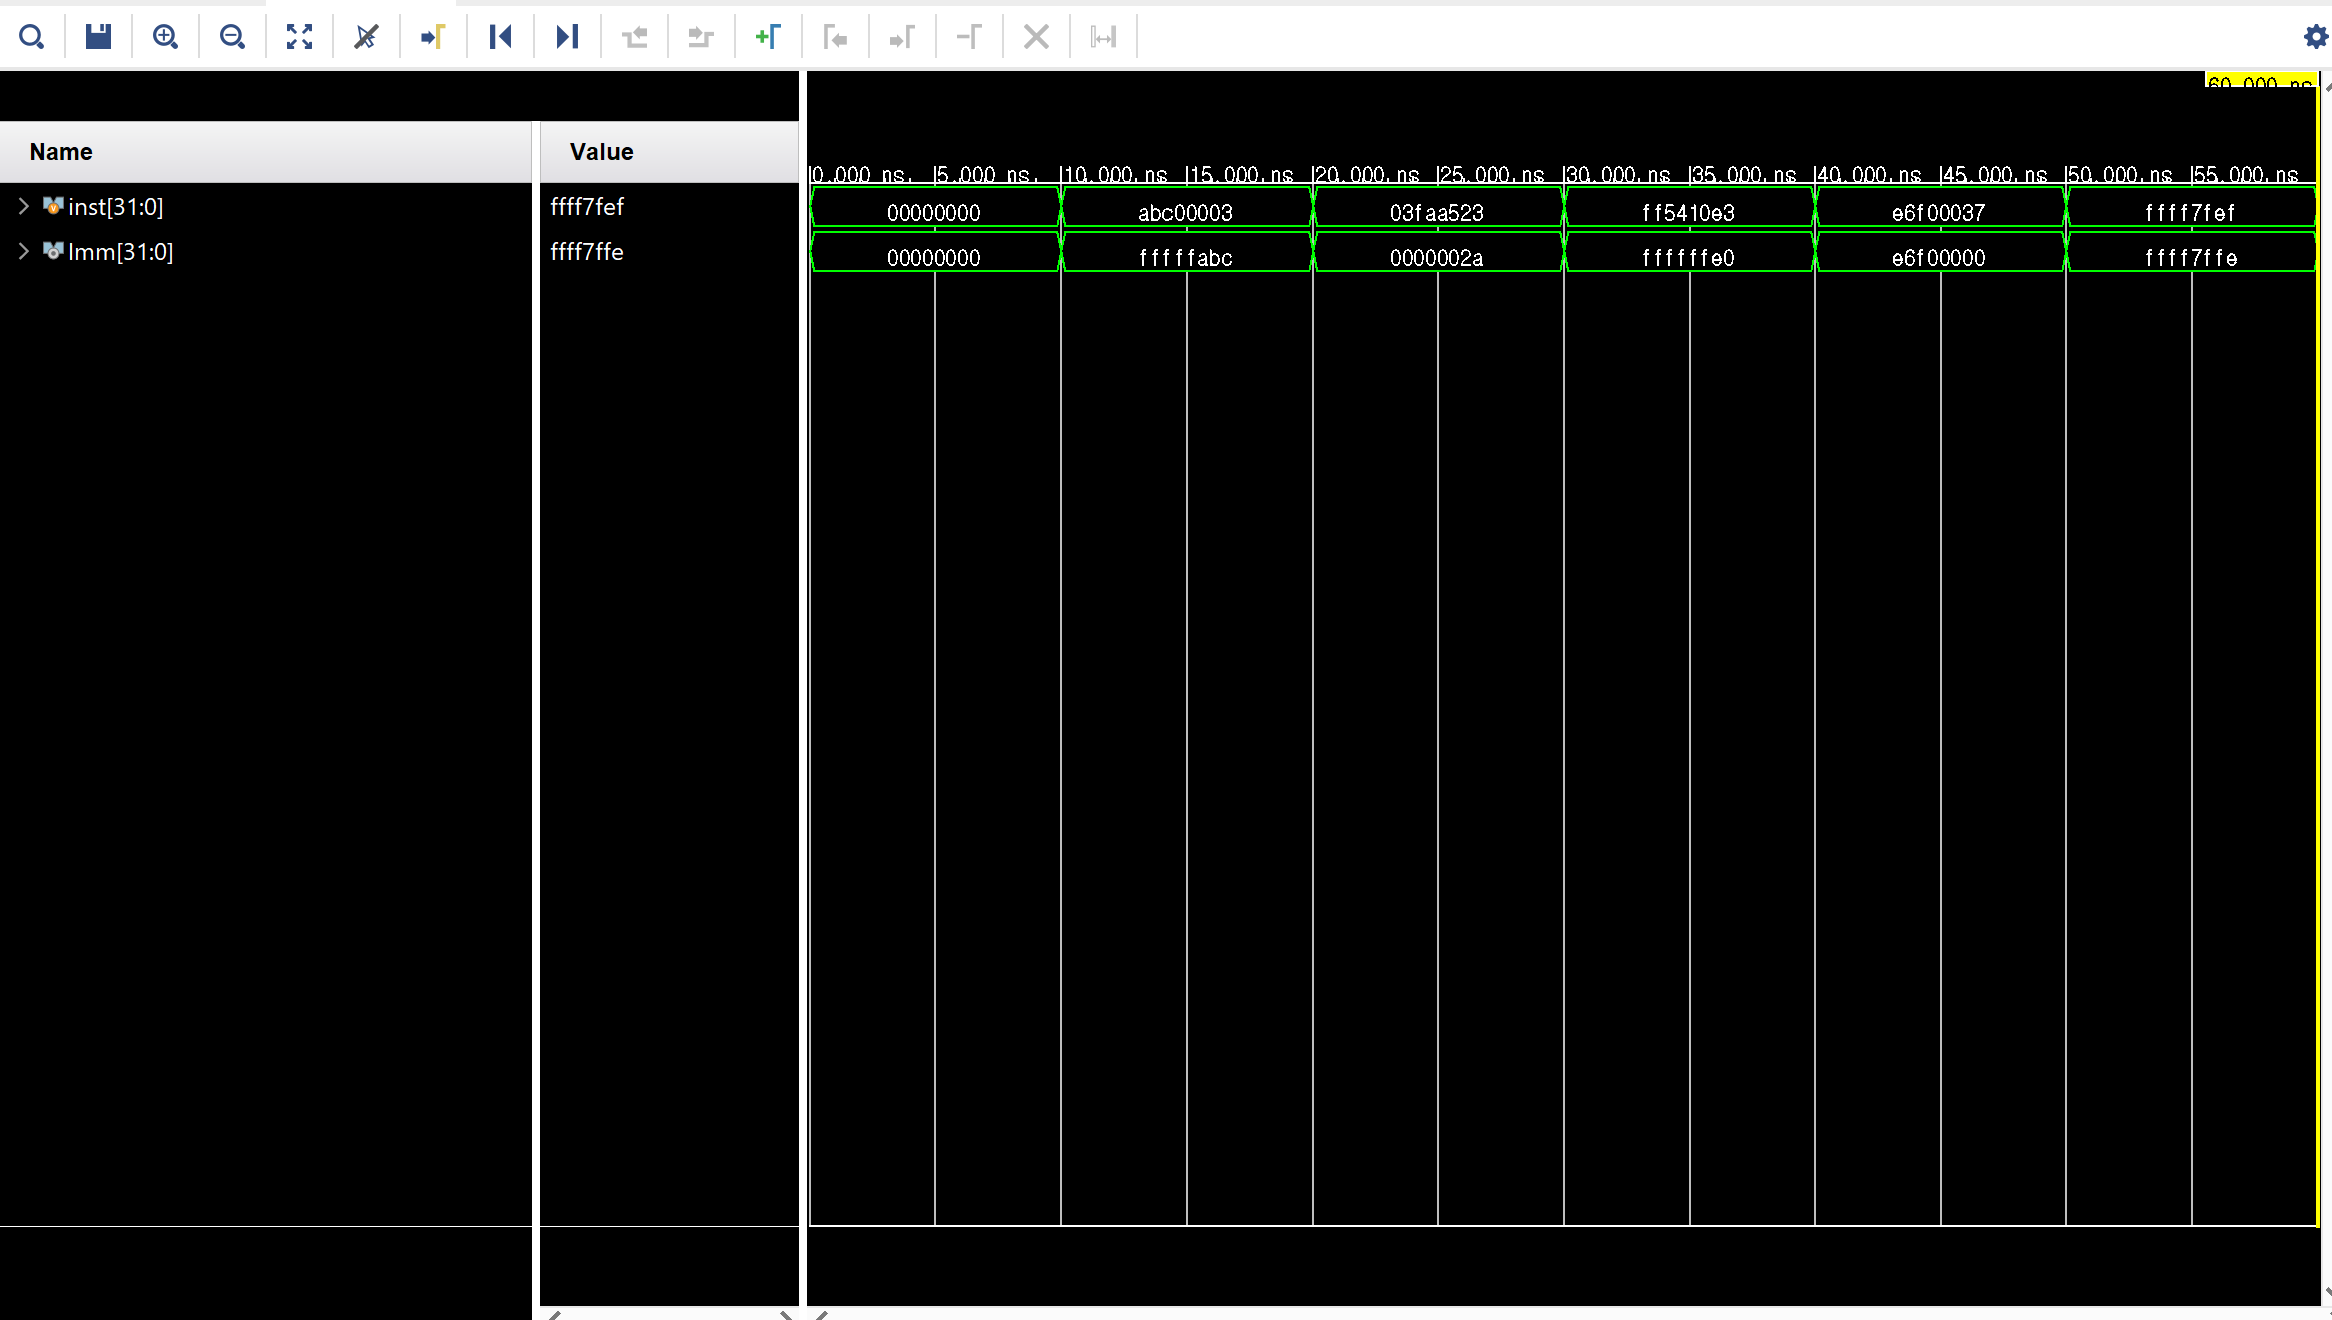 60.000 ns
Name Value
0.000 ns 5.000 ns 10.000 ns 15.000 ns 20.000 ns 25.000 ns 30.000 ns 35.000 ns 40.000 ns 45.000 ns 50.000 ns 55.000 ns
inst[31:0] ffff7fef 00000000 abc00003 03faa523 ff5410e3 e6f00037 ffff7fef
Imm[31:0] ffff7ffe 00000000 fffffabc 0000002a ffffffe0 e6f00000 ffff7ffe